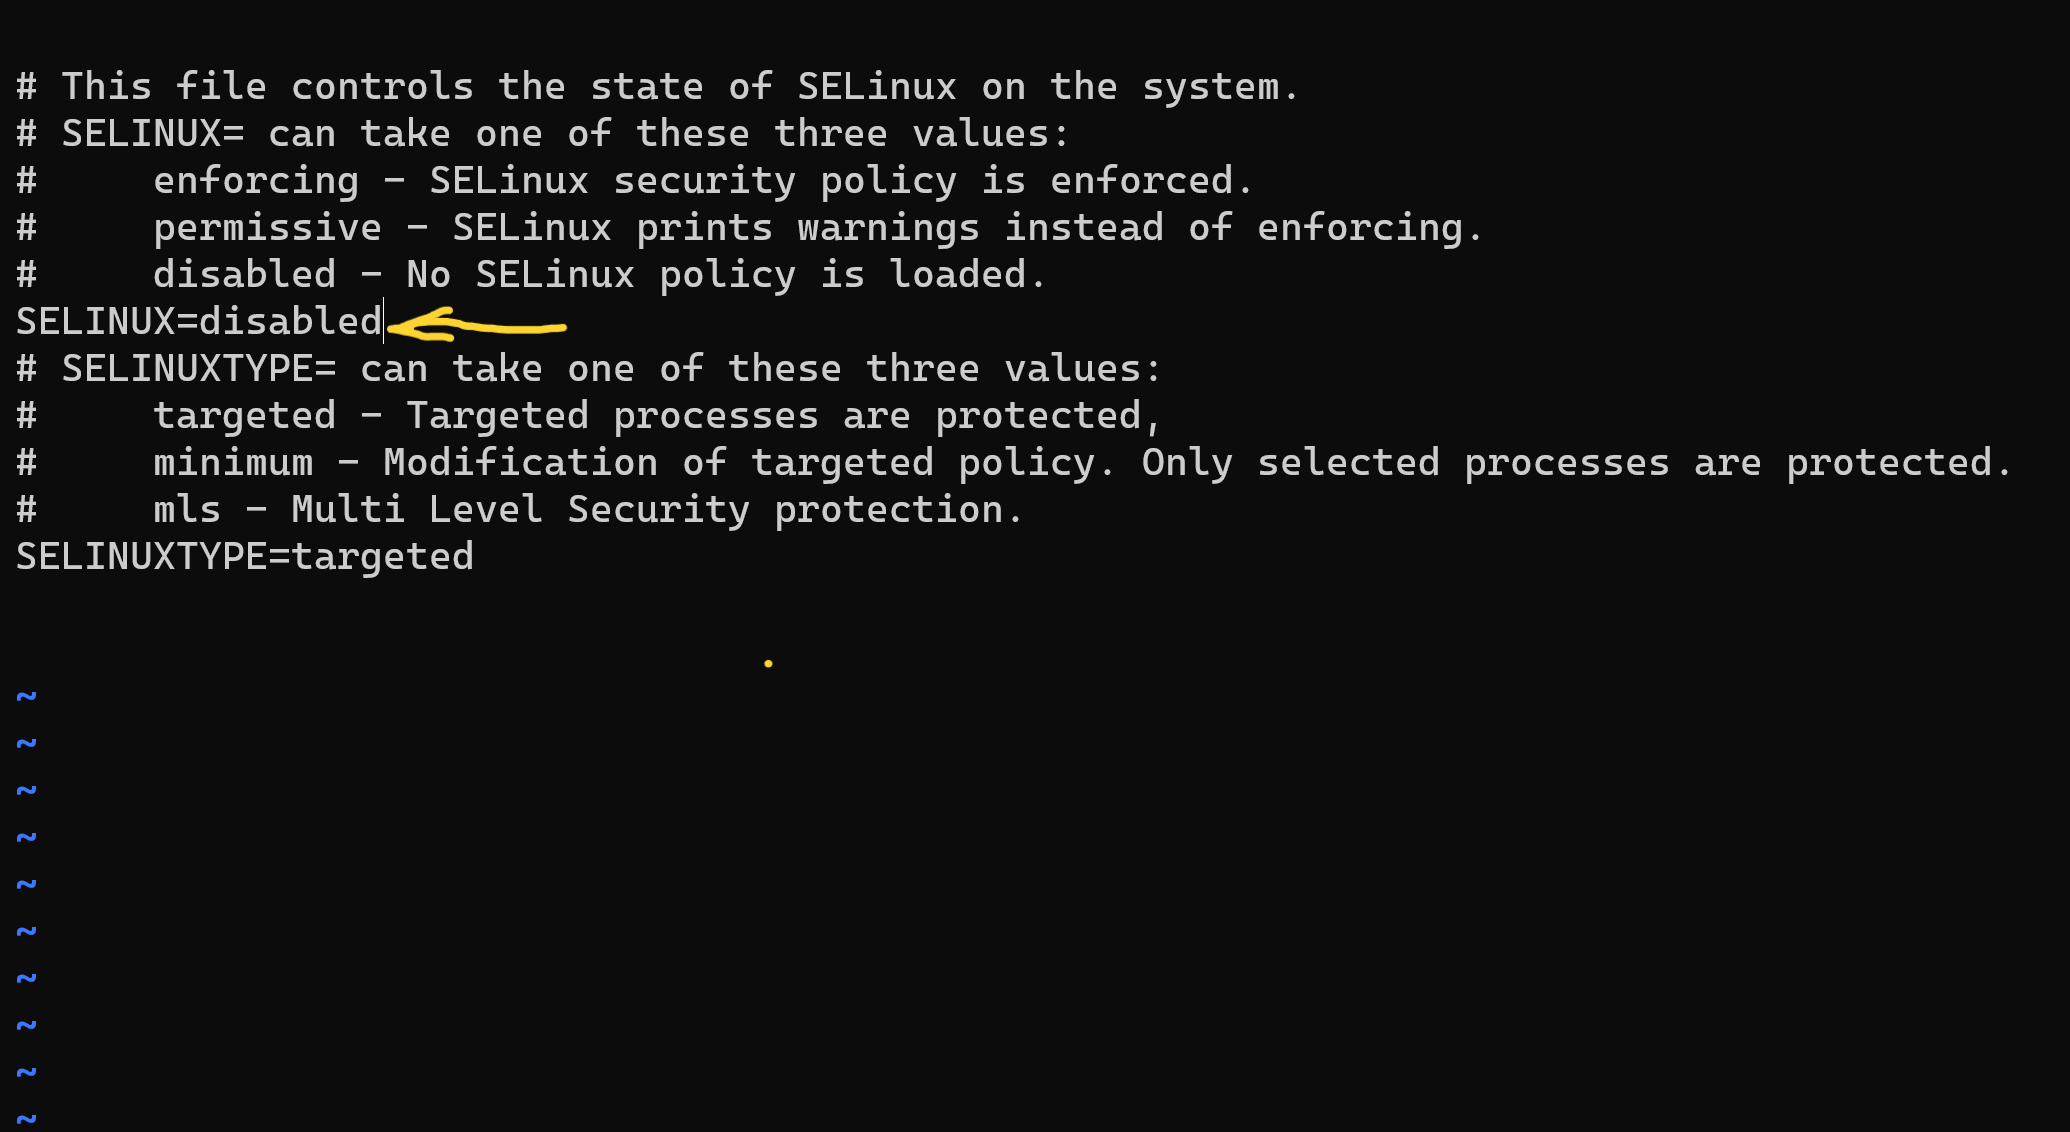 # This file controls the state of SELinux on the system.
# SELINUX= can take one of these three values:
#     enforcing - SELinux security policy is enforced.
#     permissive - SELinux prints warnings instead of enforcing.
#     disabled - No SELinux policy is loaded.
SELINUX=disabled
# SELINUXTYPE= can take one of these three values:
#     targeted - Targeted processes are protected,
#     minimum - Modification of targeted policy. Only selected processes are protected.
#     mls - Multi Level Security protection.
SELINUXTYPE=targeted
~
~
~
~
~
~
~
~
~
~